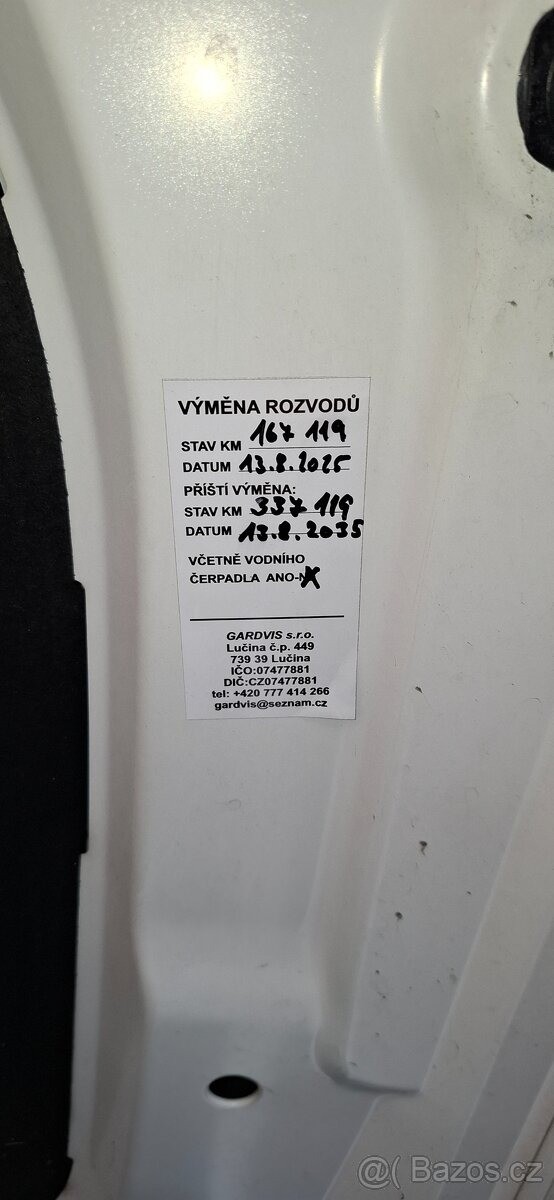 VÝMĚNA ROZVODŮ
STAV KM 167 119
DATUM 13.8.2025
PŘÍŠTÍ VÝMĚNA:
STAV KM 337 119
DATUM 13.8.2035
VČETNĚ VODNÍHO
ČERPADLA ANO-
GARDVIS s.r.o.
Lučina č.p. 449
739 39 Lučina
IČO:07477881
DIČ:CZ07477881
tel: +420 777 414 266
gardvis@seznam.cz
@( Bazos.cz